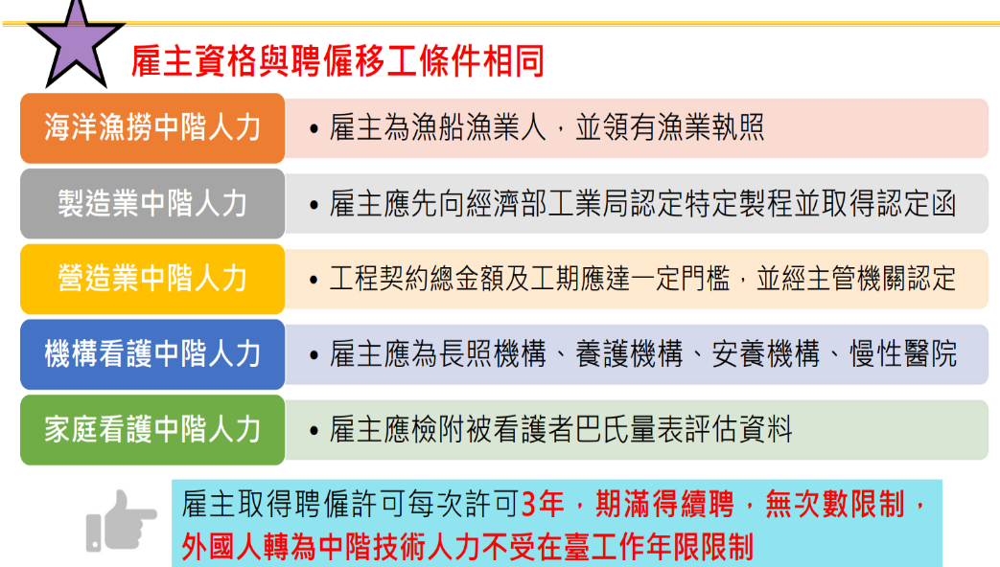 雇主資格與聘僱移工條件相同
海洋漁撈中階人力
• 雇主為漁船漁業人，並領有漁業執照
製造業中階人力
• 雇主應先向經濟部工業局認定特定製程並取得認定函
營造業中階人力
• 工程契約總金額及工期應達一定門檻，並經主管機關認定
機構看護中階人力
• 雇主應為長照機構、養護機構、安養機構、慢性醫院
家庭看護中階人力
• 雇主應檢附被看護者巴氏量表評估資料
雇主取得聘僱許可每次許可3年，期滿得續聘，無次數限制，
外國人轉為中階技術人力不受在臺工作年限限制